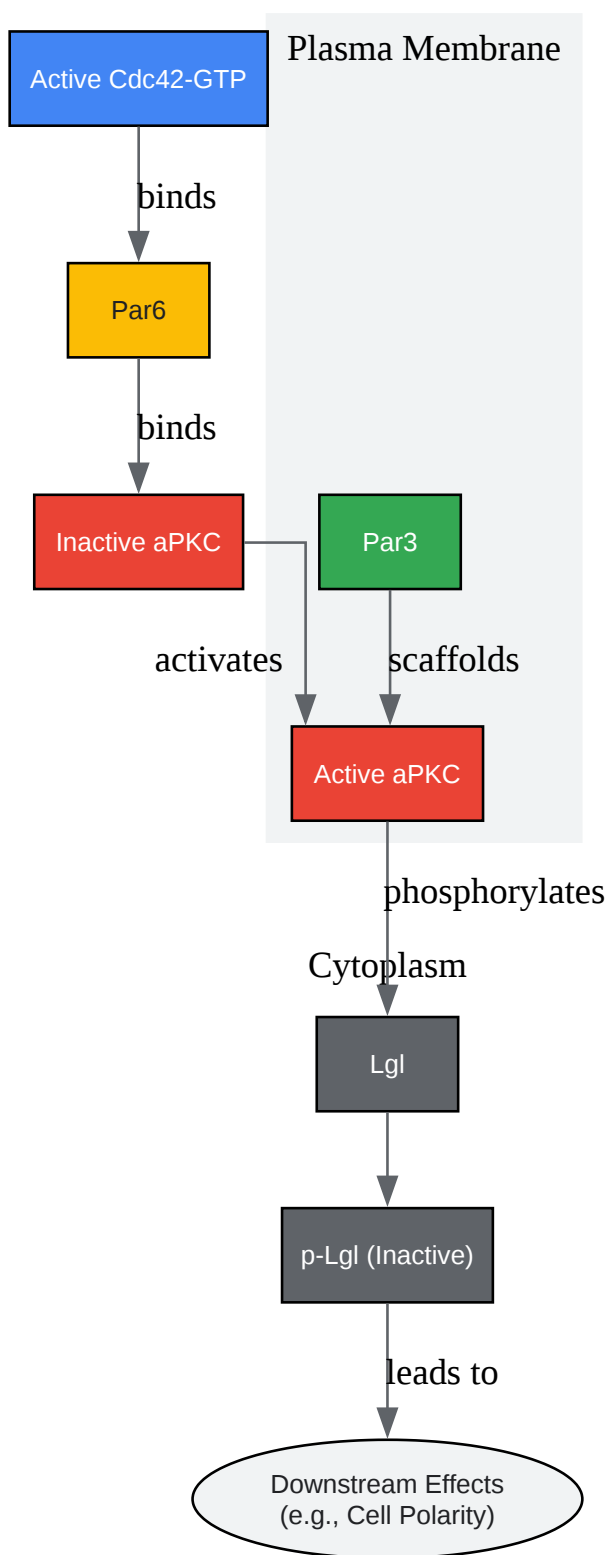 Plasma Membrane
Active Cdc42-GTP
binds
Par6
binds
Inactive aPKC
Par3
activates
scaffolds
Active aPKC
phosphorylates
Cytoplasm
Lgl
p-Lgl (Inactive)
leads to
Downstream Effects
(e.g., Cell Polarity)